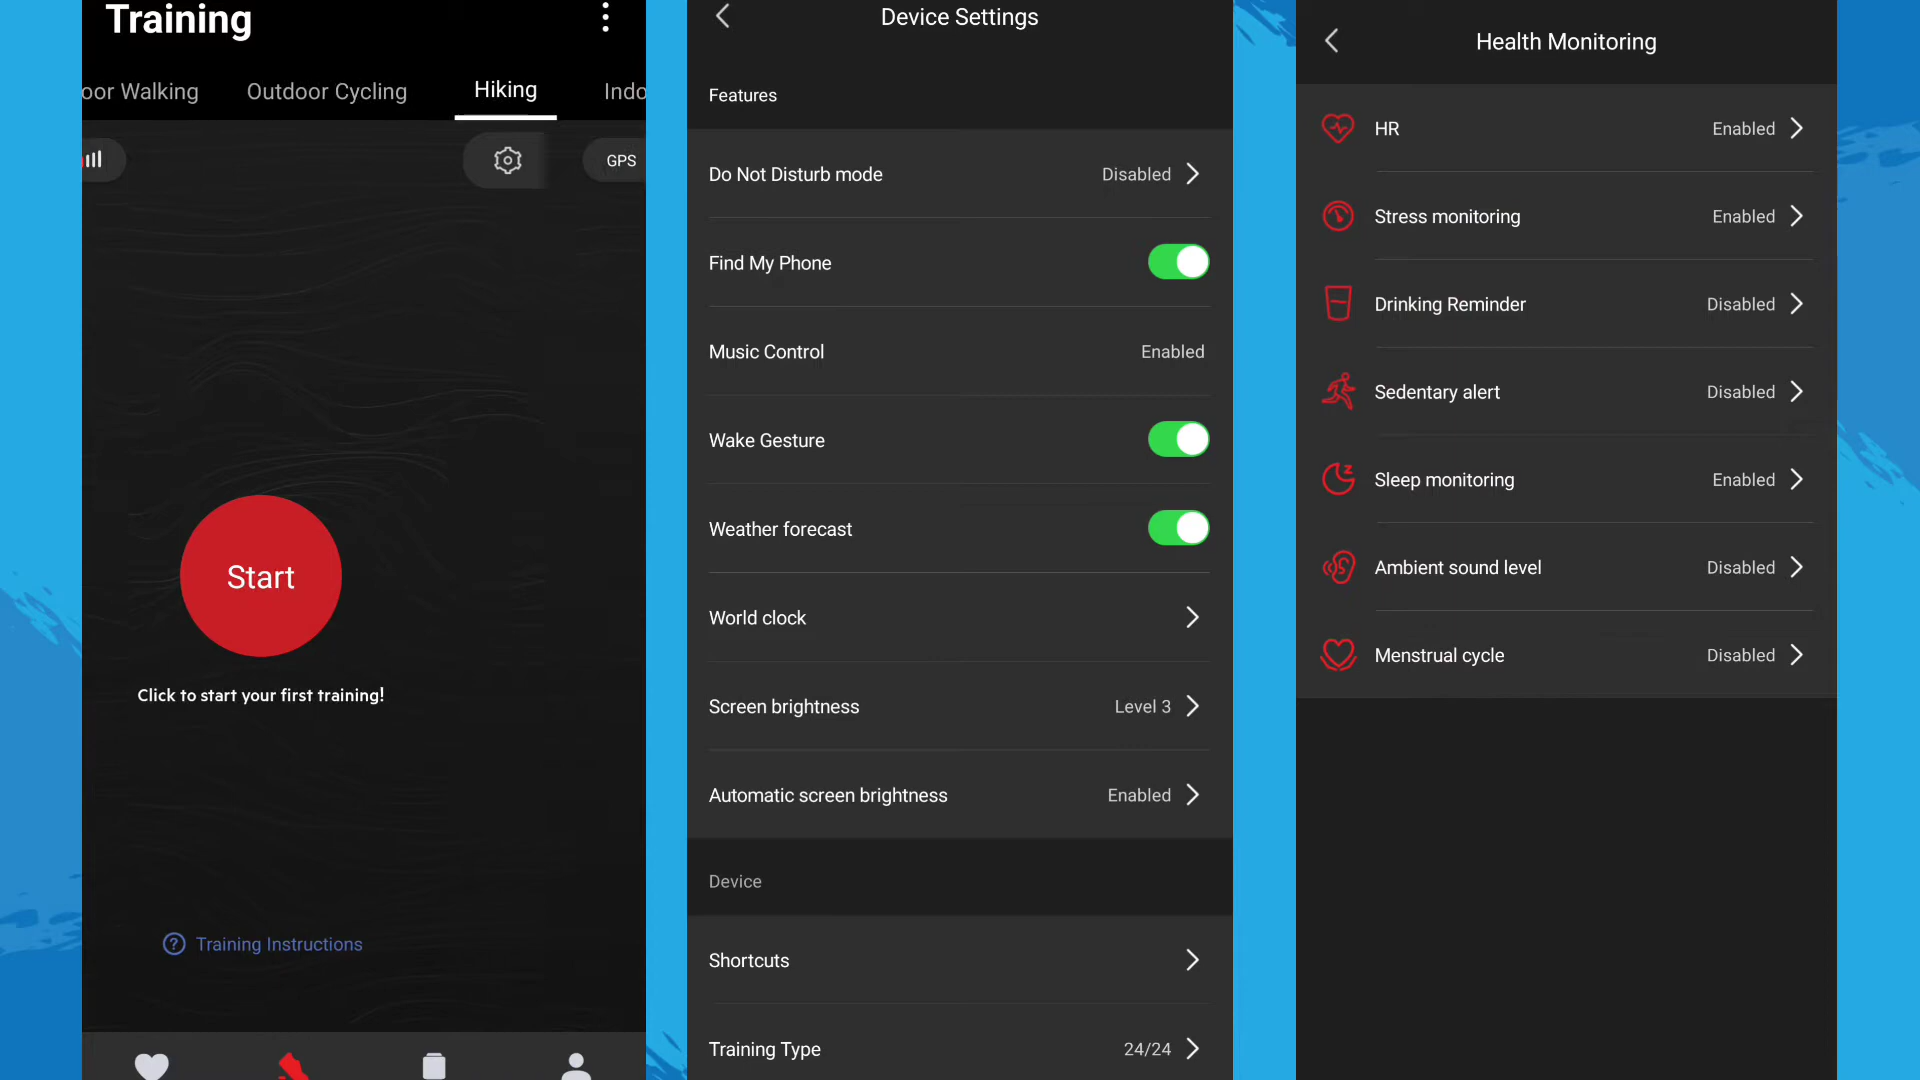 Training
oor Walking
Outdoor Cycling
Hiking
Indo
GPS
Start
Click to start your first training!
? Training Instructions
Device Settings
Features
Do Not Disturb mode Disabled
Find My Phone
Music Control Enabled
Wake Gesture
Weather forecast
World clock
Screen brightness Level 3
Automatic screen brightness Enabled
Device
Shortcuts
Training Type 24/24
Health Monitoring
HR Enabled
Stress monitoring Enabled
Drinking Reminder Disabled
Sedentary alert Disabled
Sleep monitoring Enabled
Ambient sound level Disabled
Menstrual cycle Disabled